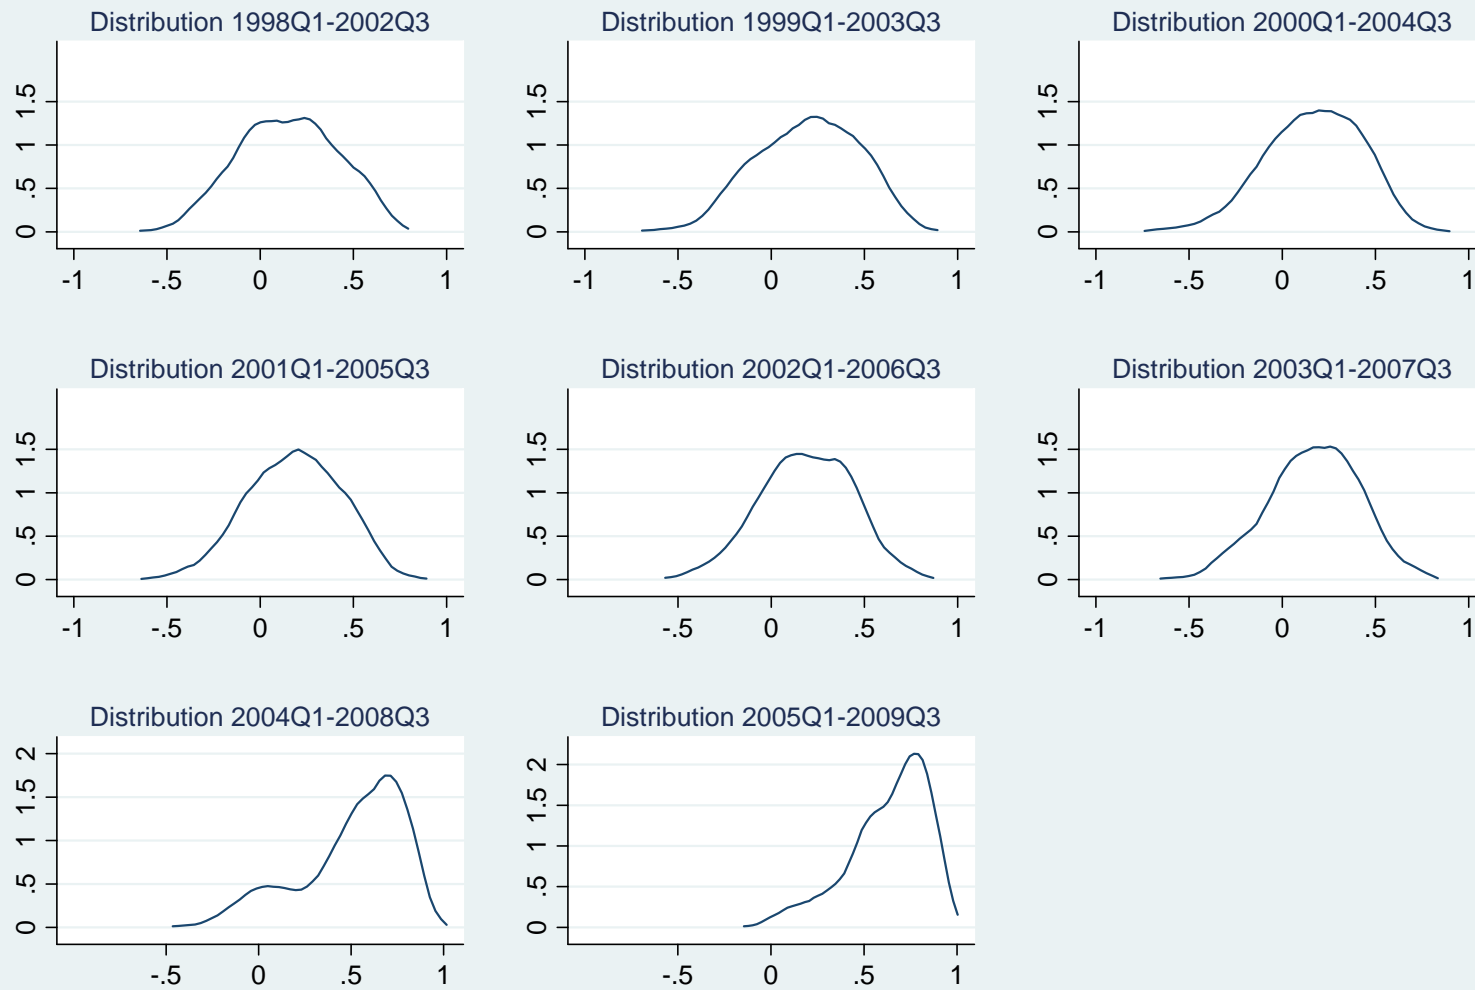 Distribution 1998Q1-2002Q3
Distribution 1999Q1-2003Q3
Distribution 2000Q1-2004Q3
1.5
1
.5
0
-1 -.5 0 .5 1
1.5
1
.5
0
-1 -.5 0 .5 1
1.5
1
.5
0
-1 -.5 0 .5 1
Distribution 2001Q1-2005Q3
Distribution 2002Q1-2006Q3
Distribution 2003Q1-2007Q3
1.5
1
.5
0
-1 -.5 0 .5 1
1.5
1
.5
0
-.5 0 .5 1
1.5
1
.5
0
-1 -.5 0 .5 1
Distribution 2004Q1-2008Q3
Distribution 2005Q1-2009Q3
2
1.5
1
.5
0
-.5 0 .5 1
2
1.5
1
.5
0
-.5 0 .5 1